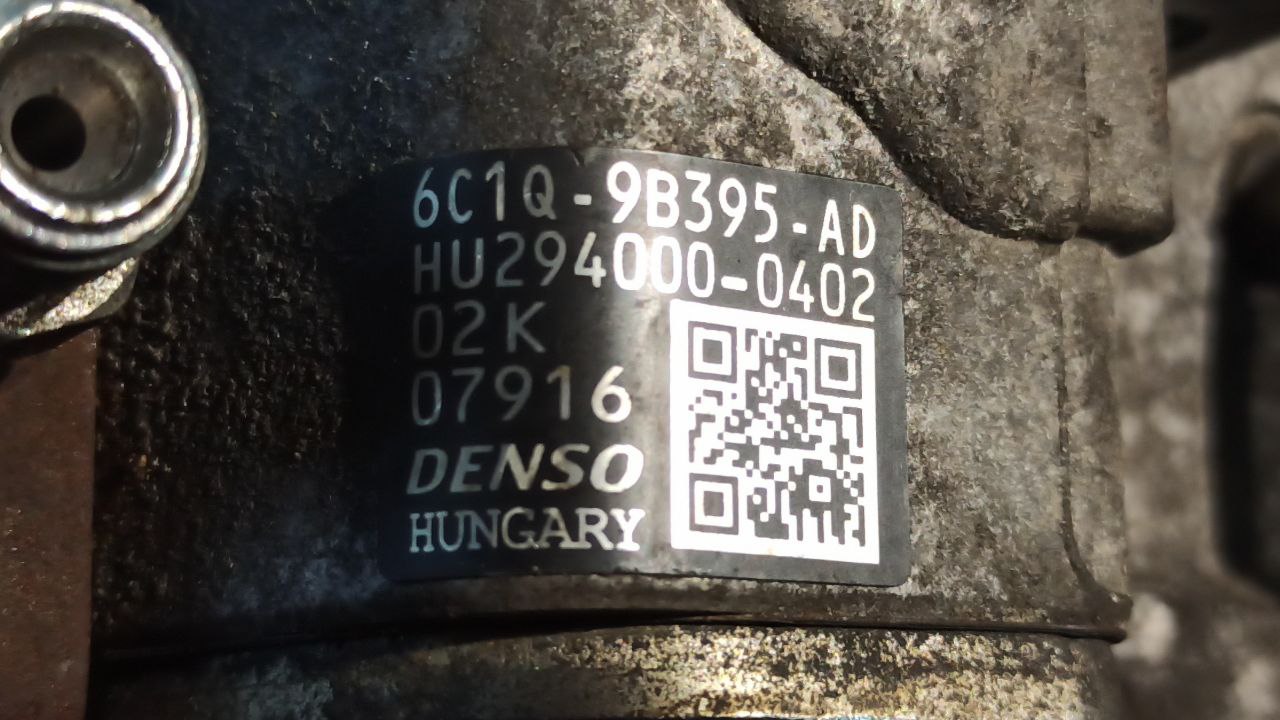 6C1Q-9B395-AD
HU294000-0402
02K
07916
DENSO
HUNGARY